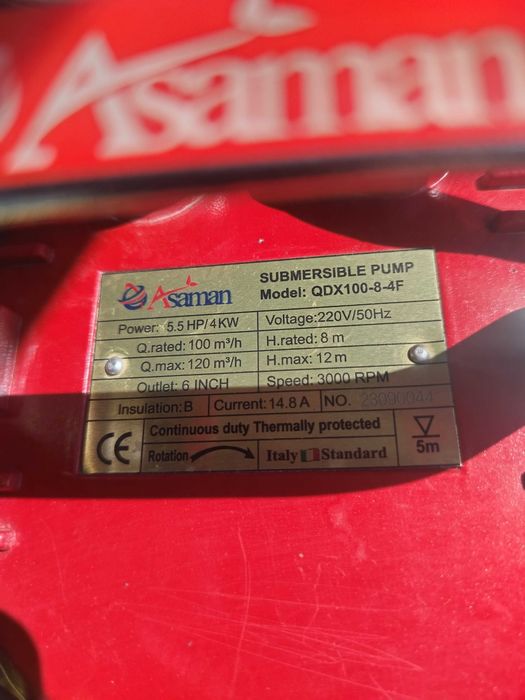 Asaman
Asaman
SUBMERSIBLE PUMP
Model: QDX100-8-4F
Power: 5.5 HP/4KW
Voltage:220V/50Hz
Q.rated: 100 m³/h
H.rated: 8 m
Q.max: 120 m³/h
H.max: 12 m
Outlet: 6 INCH
Speed: 3000 RPM
Insulation:B
Current:14.8 A
NO. 23090044
CE
Continuous duty Thermally protected
Rotation
Italy Standard
5m